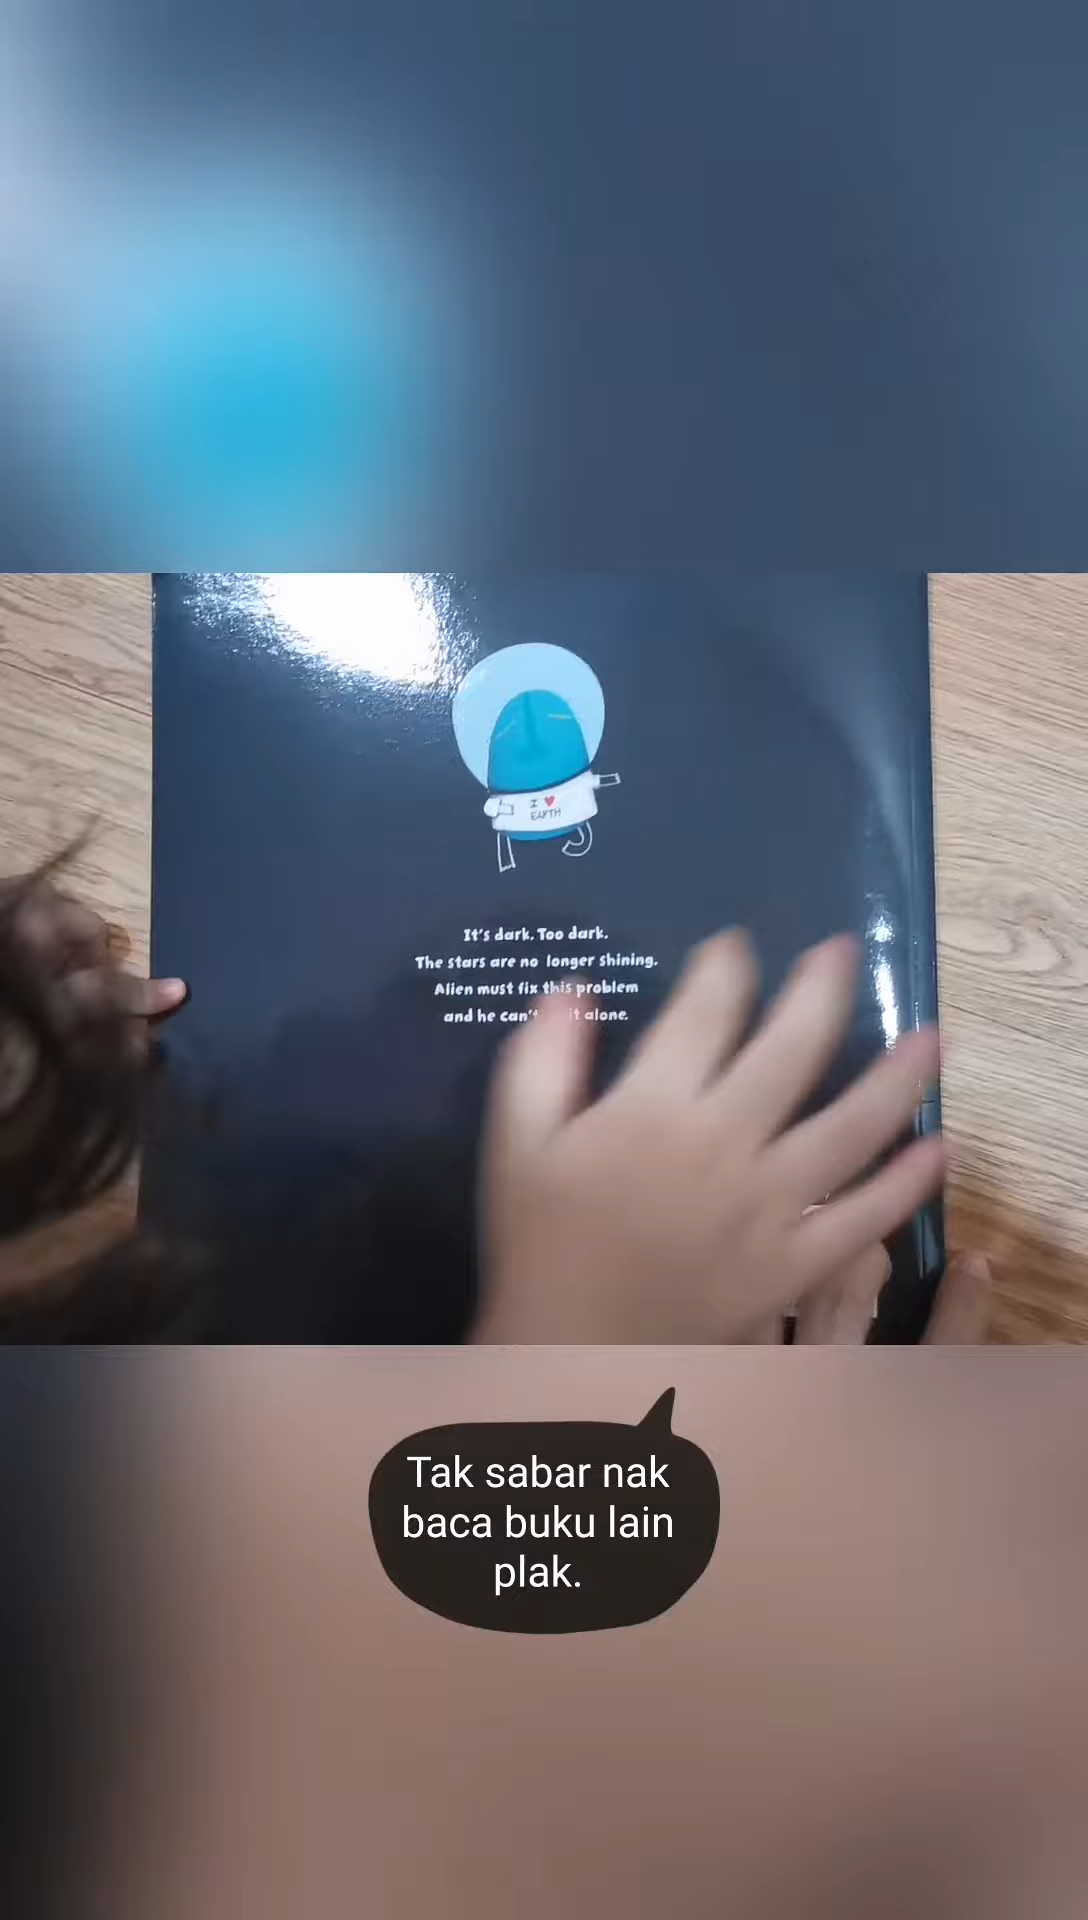 I ♥
EARTH
It's dark. Too dark.
The stars are no longer shining.
Alien must fix this problem
and he can't it alone.
Tak sabar nak
baca buku lain
plak.